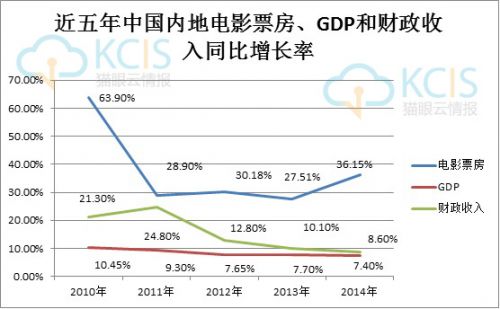 近五年中国内地电影票房、GDP和财政收
入同比增长率
KCIS
猫眼云情报
KCIS
猫眼云情报
70.00%
60.00%
50.00%
40.00%
30.00%
20.00%
10.00%
0.00%
63.90%
28.90%
30.18%
27.51%
36.15%
21.30%
24.80%
12.80%
10.10%
8.60%
10.45%
9.30%
7.65%
7.70%
7.40%
2010年
2011年
2012年
2013年
2014年
电影票房
GDP
财政收入